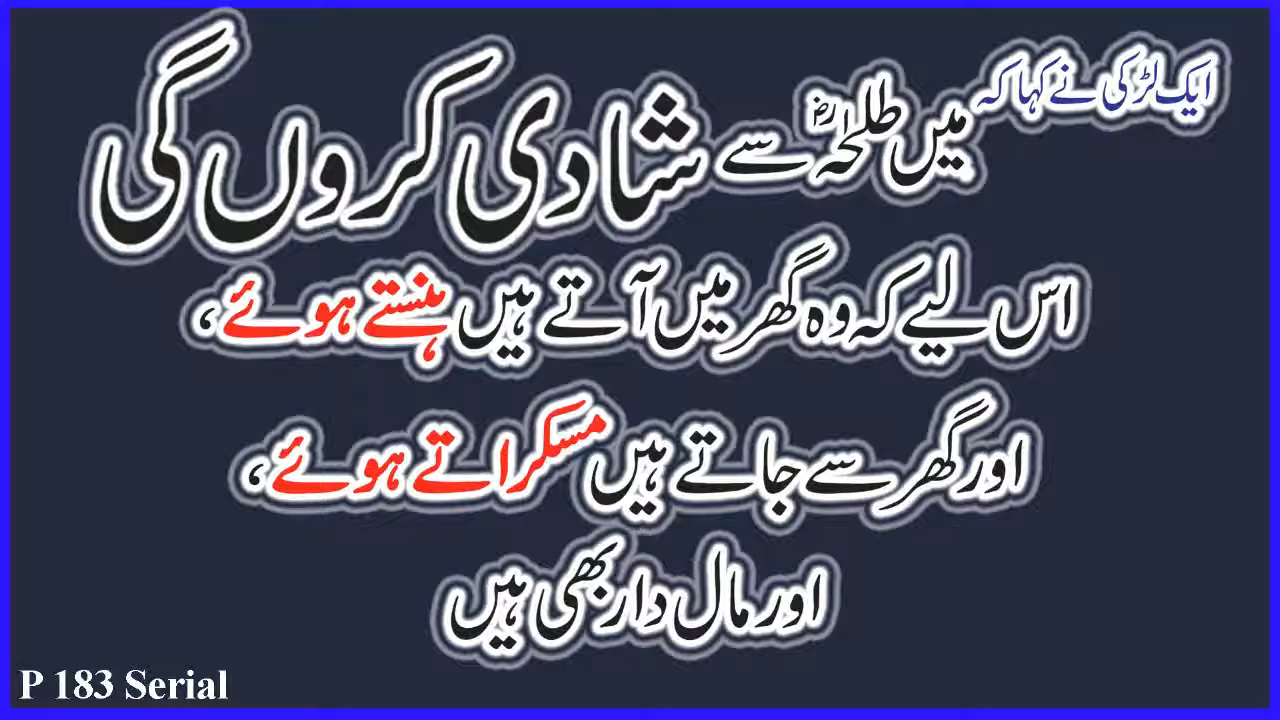 ایک لڑکی نے کہا کہ
میں طلحہؓ سے شادی کروں گی
اس لیے کہ وہ گھر میں آتے ہیں ہنستے ہوئے،
اور گھر سے جاتے ہیں مسکراتے ہوئے،
اور مال دار بھی ہیں
P 183 Serial